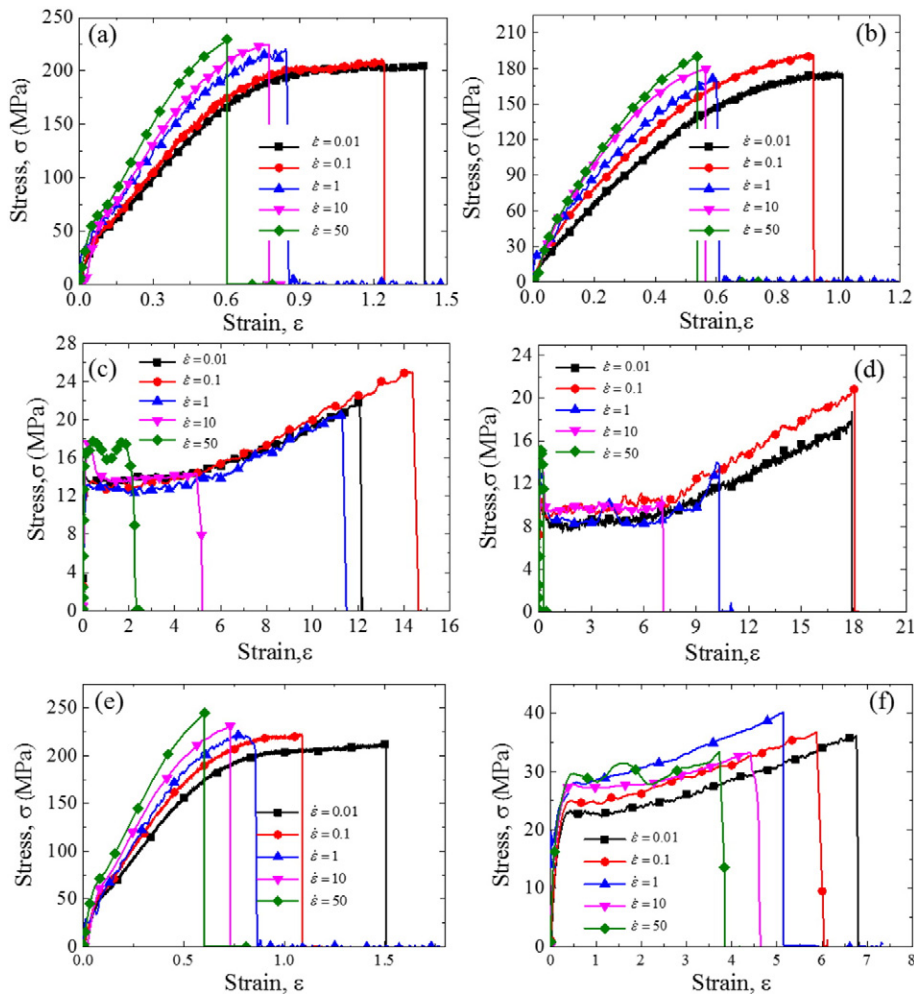 (a)
Stress, σ (MPa)
250
200
150
100
50
0
0.0 0.3 0.6 0.9 1.2 1.5
Strain, ε
ε̇ = 0.01
ε̇ = 0.1
ε̇ = 1
ε̇ = 10
ε̇ = 50
(b)
Stress,σ (MPa)
210
180
150
120
90
60
30
0
0.0 0.2 0.4 0.6 0.8 1.0 1.2
Strain,ε
ε̇ = 0.01
ε̇ = 0.1
ε̇ = 1
ε̇ = 10
ε̇ = 50
(c)
Stress,σ (MPa)
28
24
20
16
12
8
4
0
0 2 4 6 8 10 12 14 16
Strain,ε
ε̇ = 0.01
ε̇ = 0.1
ε̇ = 1
ε̇ = 10
ε̇ = 50
(d)
Stress,σ (MPa)
24
20
16
12
8
4
0
0 3 6 9 12 15 18 21
Strain,ε
ε̇ = 0.01
ε̇ = 0.1
ε̇ = 1
ε̇ = 10
ε̇ = 50
(e)
Stress, σ (MPa)
250
200
150
100
50
0
0.0 0.5 1.0 1.5
Strain, ε
ε̇ = 0.01
ε̇ = 0.1
ε̇ = 1
ε̇ = 10
ε̇ = 50
(f)
Stress, σ (MPa)
40
30
20
10
0
0 1 2 3 4 5 6 7 8
Strain, ε
ε̇ = 0.01
ε̇ = 0.1
ε̇ = 1
ε̇ = 10
ε̇ = 50